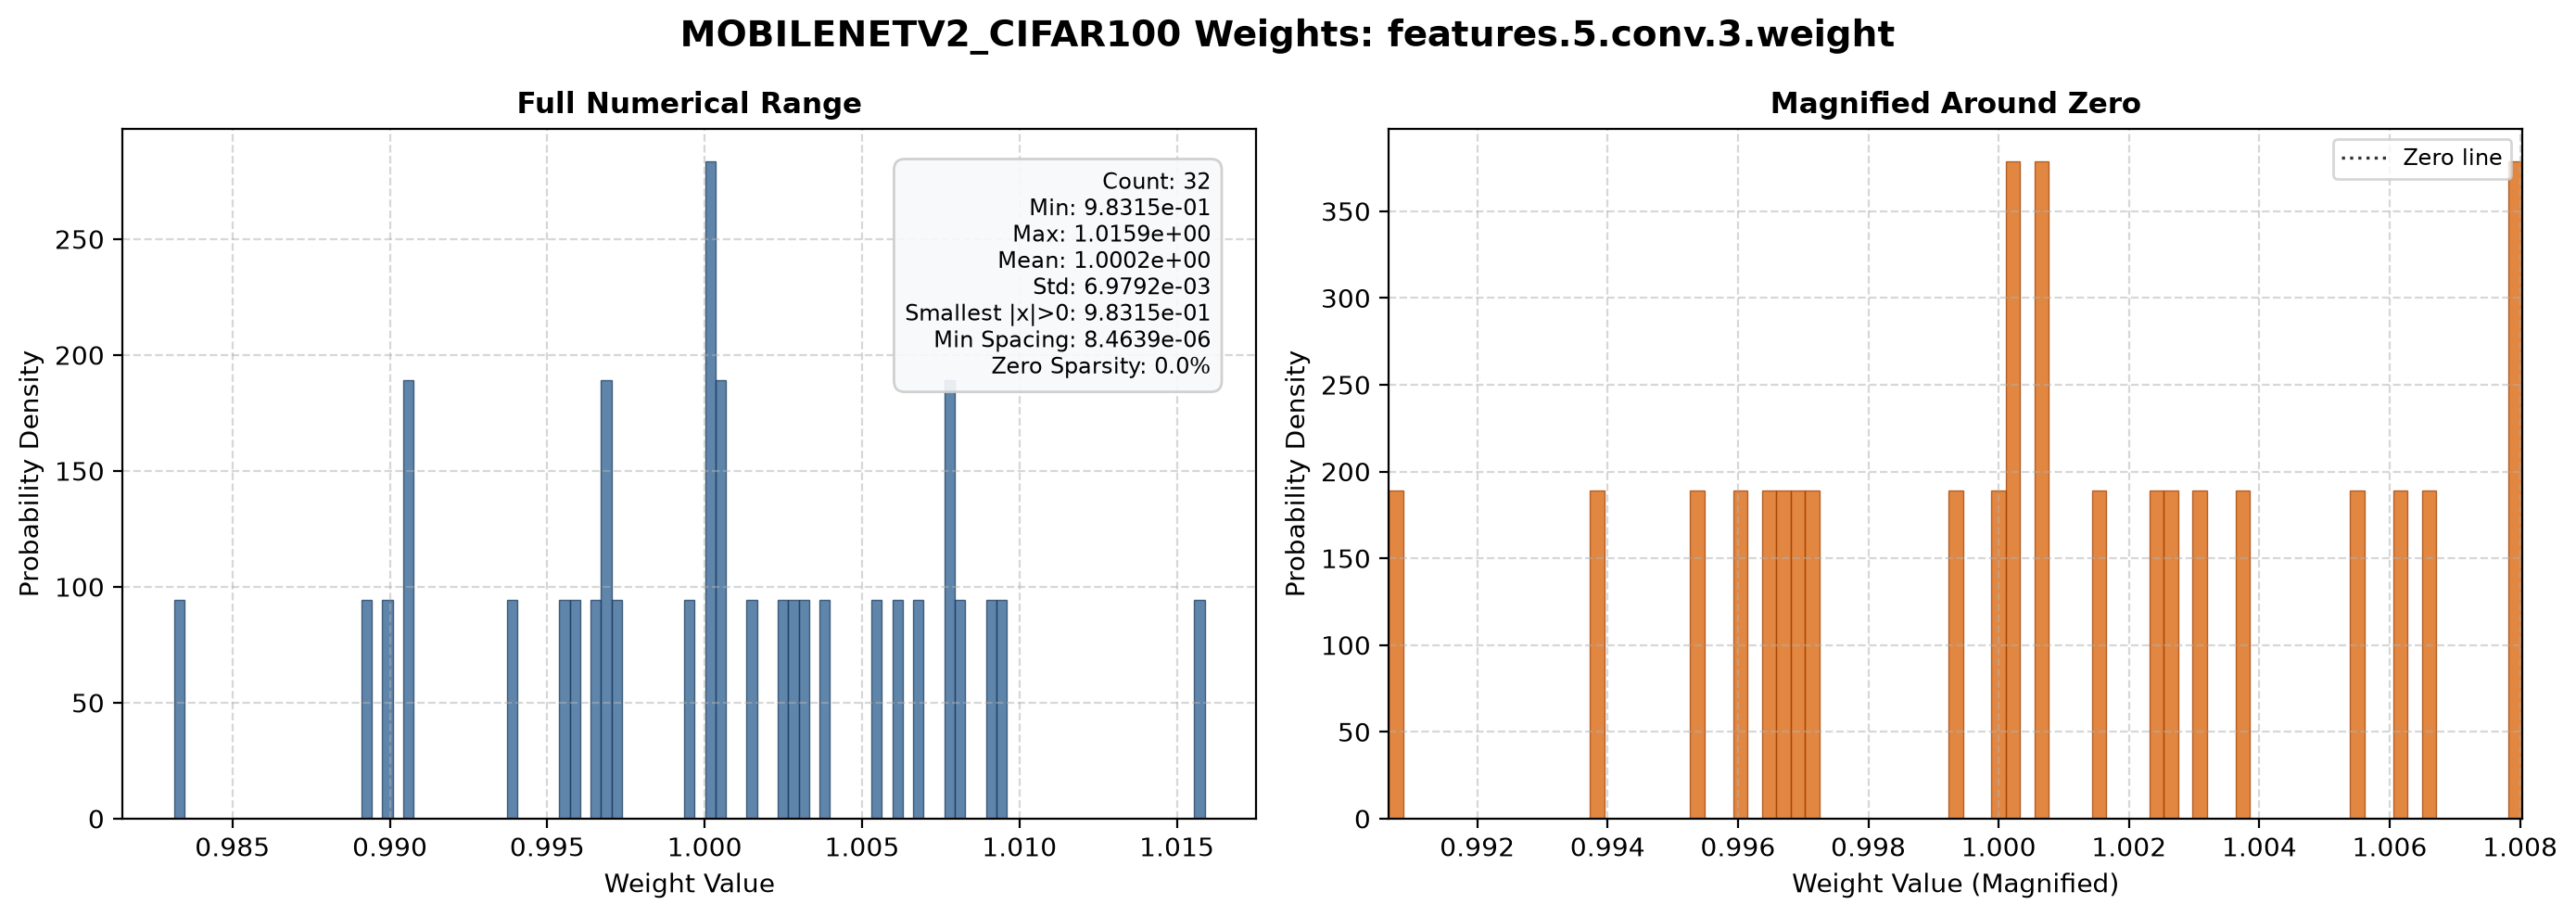 MOBILENETV2_CIFAR100 Weights: features.5.conv.3.weight
Full Numerical Range
Probability Density
250
200
150
100
50
0
Count: 32
Min: 9.8315e-01
Max: 1.0159e+00
Mean: 1.0002e+00
Std: 6.9792e-03
Smallest |x|>0: 9.8315e-01
Min Spacing: 8.4639e-06
Zero Sparsity: 0.0%
0.985 0.990 0.995 1.000 1.005 1.010 1.015
Weight Value
Magnified Around Zero
Probability Density
350
300
250
200
150
100
50
0
Zero line
0.992 0.994 0.996 0.998 1.000 1.002 1.004 1.006 1.008
Weight Value (Magnified)